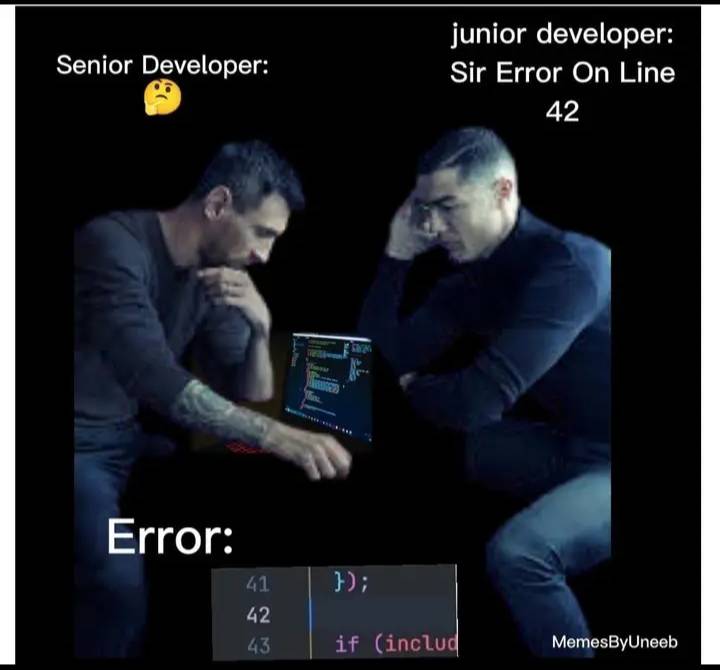 Senior Developer:
🤔
junior developer:
Sir Error On Line
42
Error:
41 });
42
43 if (includ
MemesByUneeb